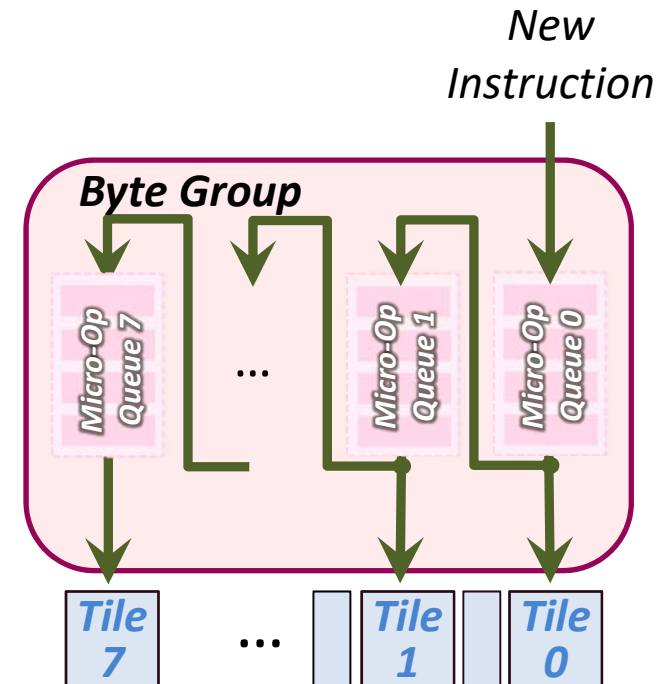 New
Instruction
Byte Group
Micro-Op
Queue 7
...
Micro-Op
Queue 1
Micro-Op
Queue 0
Tile
7
...
Tile
1
Tile
0